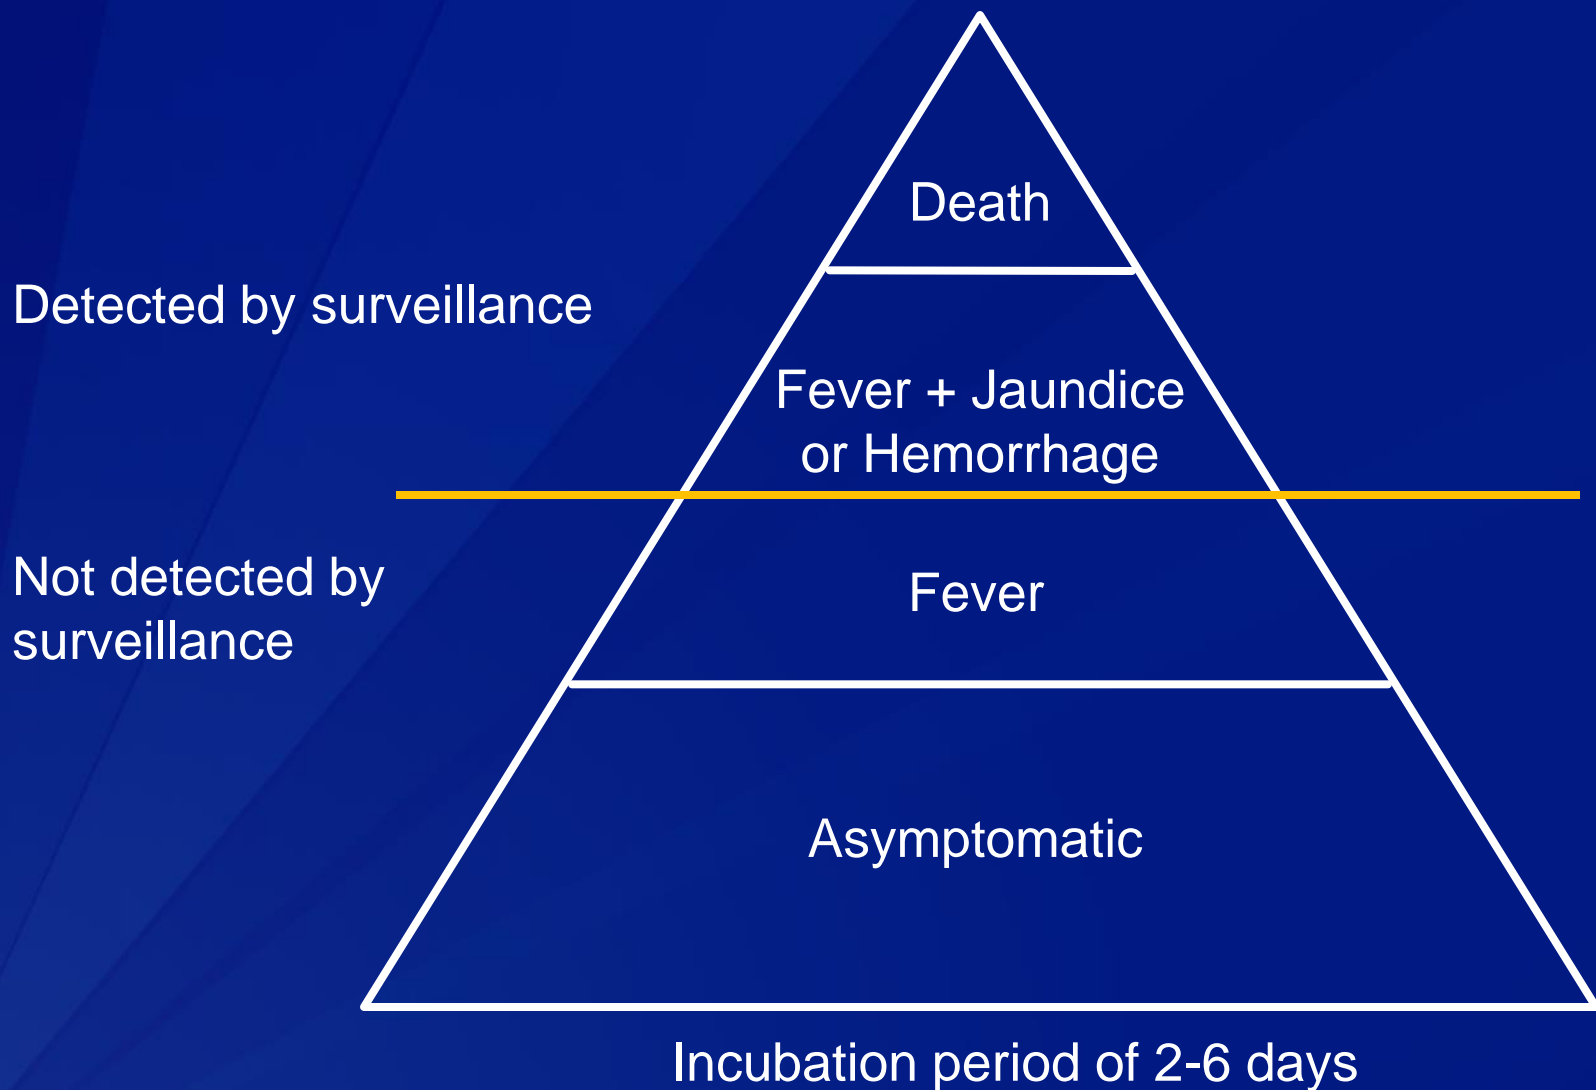 Death
Detected by surveillance
Fever + Jaundice
or Hemorrhage
Not detected by
surveillance
Fever
Asymptomatic
Incubation period of 2-6 days